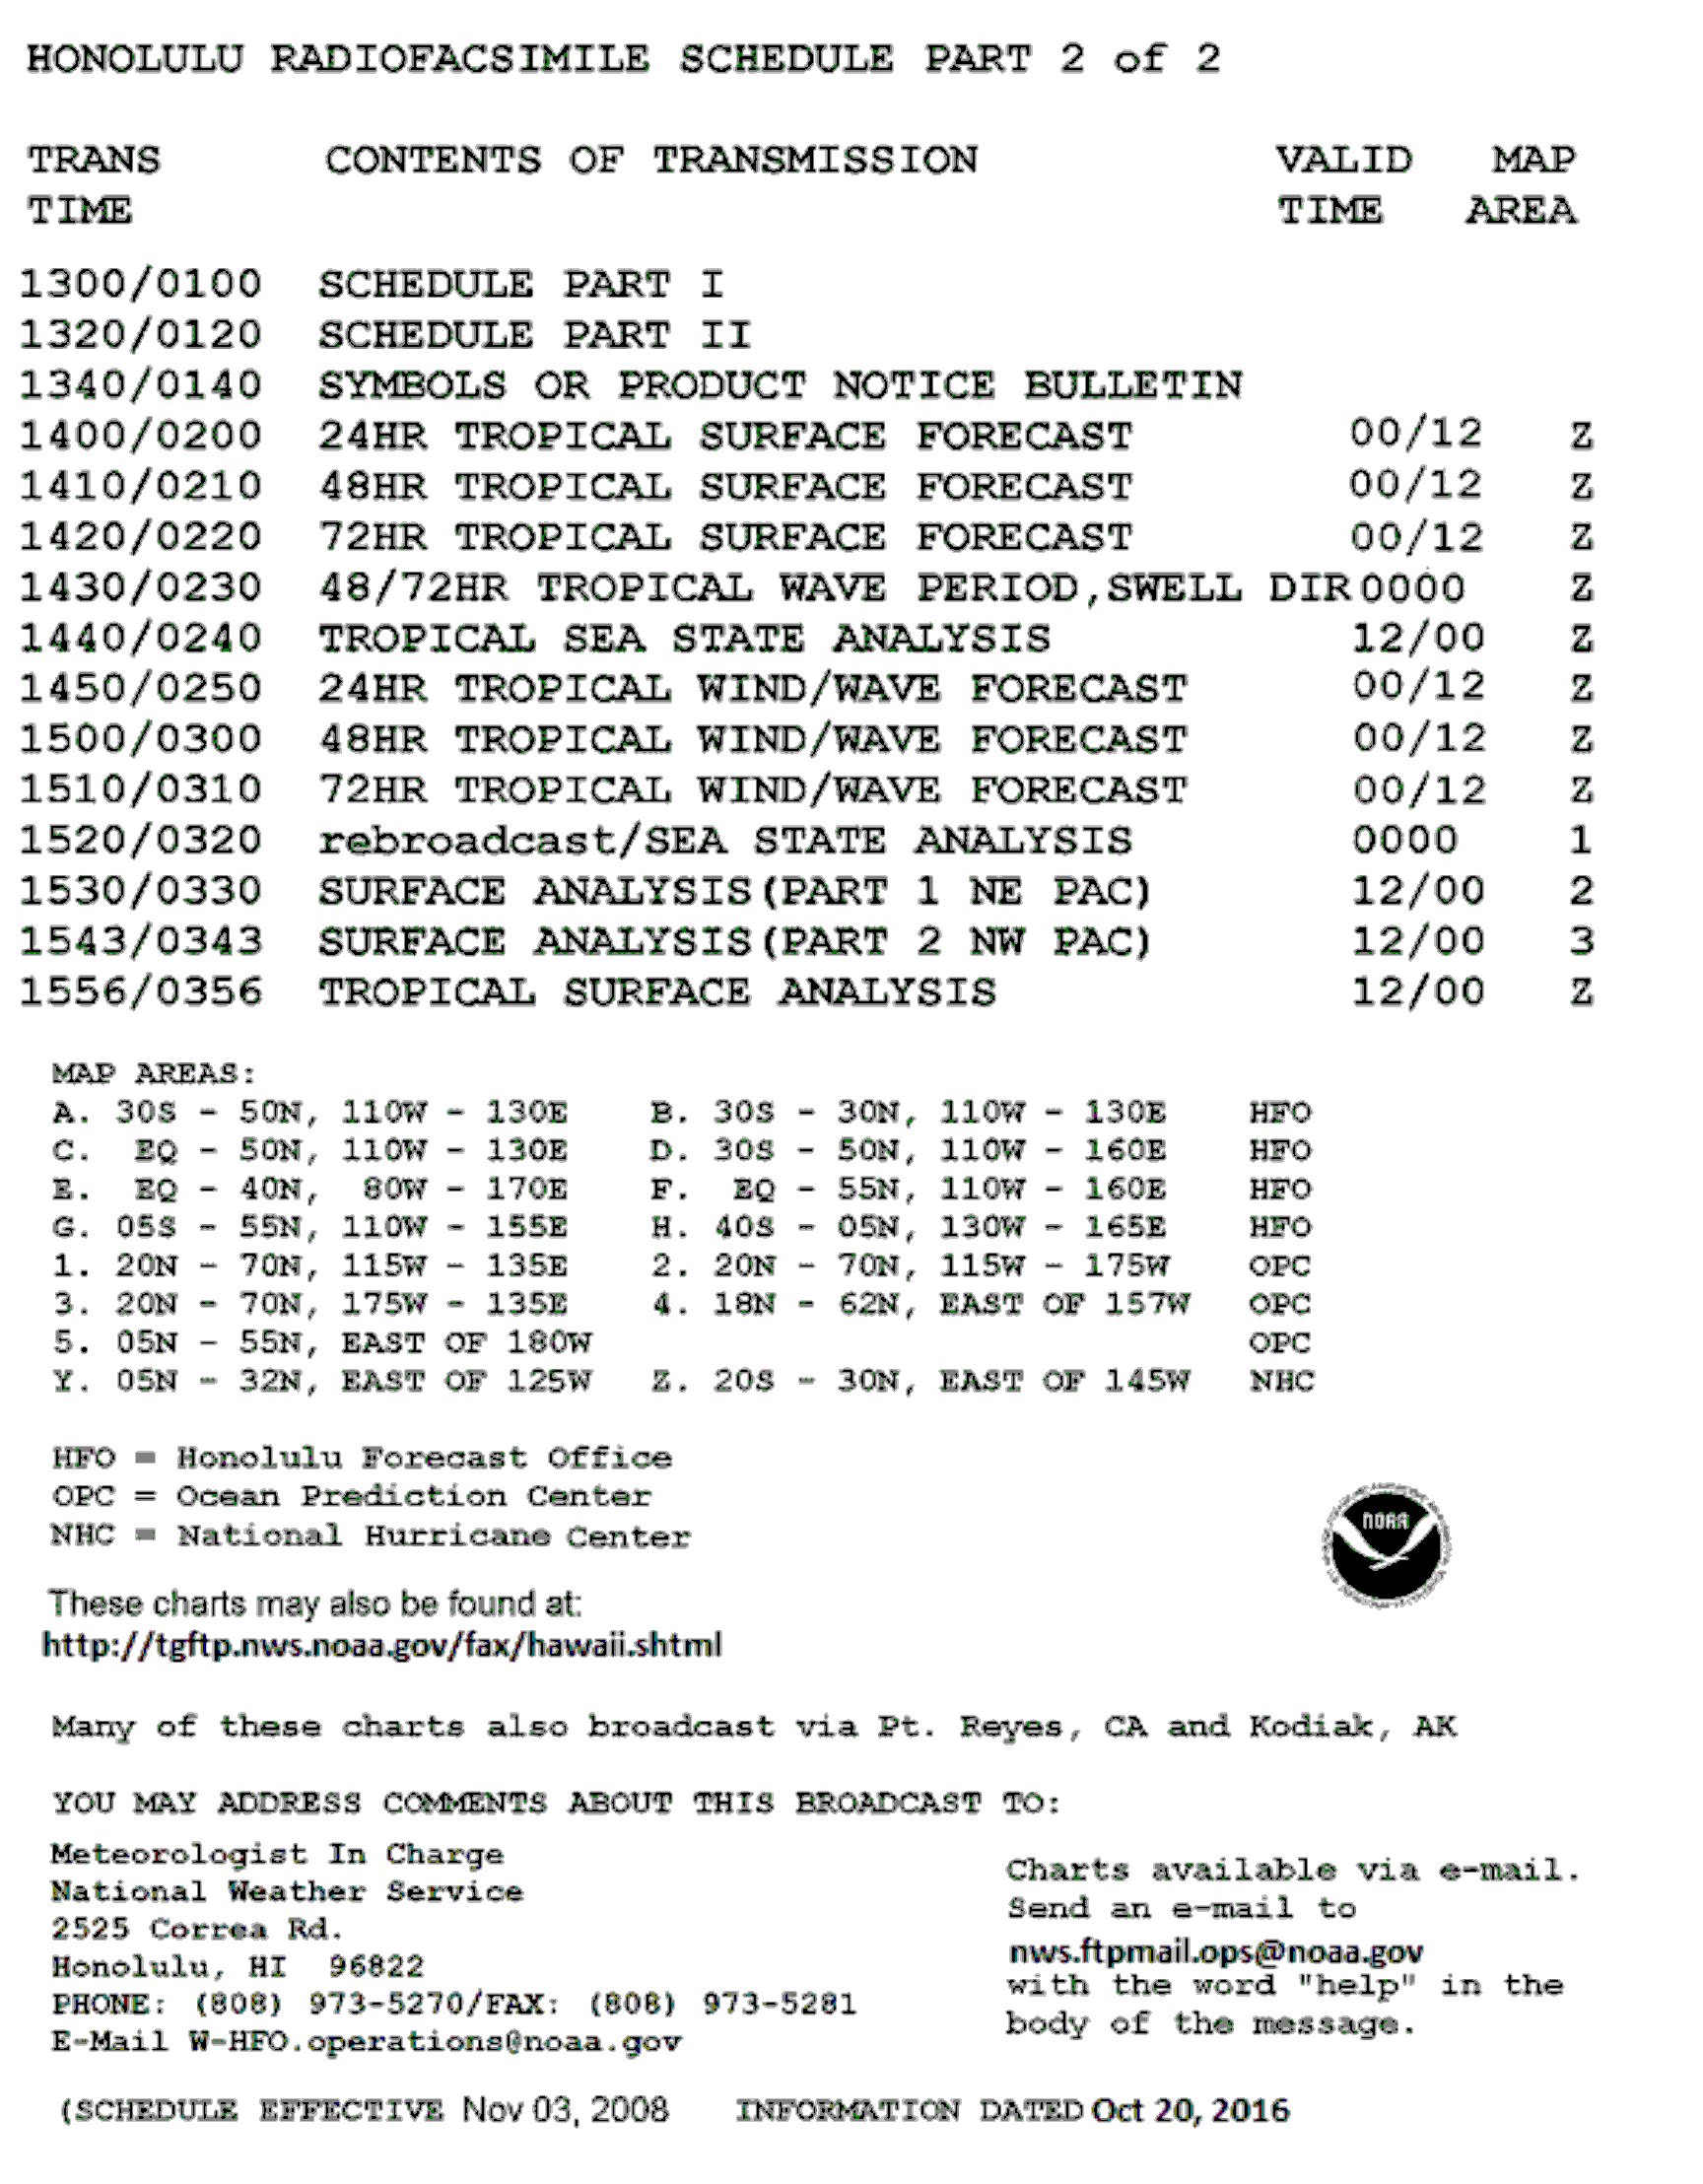 HONOLULU RADIOFACSIMILE SCHEDULE PART 2 of 2
TRANS CONTENTS OF TRANSMISSION VALID MAP
TIME TIME AREA
1300/0100 SCHEDULE PART I
1320/0120 SCHEDULE PART II
1340/0140 SYMBOLS OR PRODUCT NOTICE BULLETIN
1400/0200 24HR TROPICAL SURFACE FORECAST 00/12 Z
1410/0210 48HR TROPICAL SURFACE FORECAST 00/12 Z
1420/0220 72HR TROPICAL SURFACE FORECAST 00/12 Z
1430/0230 48/72HR TROPICAL WAVE PERIOD,SWELL DIR 0000 Z
1440/0240 TROPICAL SEA STATE ANALYSIS 12/00 Z
1450/0250 24HR TROPICAL WIND/WAVE FORECAST 00/12 Z
1500/0300 48HR TROPICAL WIND/WAVE FORECAST 00/12 Z
1510/0310 72HR TROPICAL WIND/WAVE FORECAST 00/12 Z
1520/0320 rebroadcast/SEA STATE ANALYSIS 0000 1
1530/0330 SURFACE ANALYSIS(PART 1 NE PAC) 12/00 2
1543/0343 SURFACE ANALYSIS(PART 2 NW PAC) 12/00 3
1556/0356 TROPICAL SURFACE ANALYSIS 12/00 Z
MAP AREAS:
A. 30S - 50N, 110W - 130E B. 30S - 30N, 110W - 130E HFO
C. EQ - 50N, 110W - 130E D. 30S - 50N, 110W - 160E HFO
E. EQ - 40N, 80W - 170E F. EQ - 55N, 110W - 160E HFO
G. 05S - 55N, 110W - 155E H. 40S - 05N, 130W - 165E HFO
1. 20N - 70N, 115W - 135E 2. 20N - 70N, 115W - 175W OPC
3. 20N - 70N, 175W - 135E 4. 18N - 62N, EAST OF 157W OPC
5. 05N - 55N, EAST OF 180W OPC
Y. 05N - 32N, EAST OF 125W Z. 20S - 30N, EAST OF 145W NHC
HFO = Honolulu Forecast Office
OPC = Ocean Prediction Center
NHC = National Hurricane Center
NOAA
These charts may also be found at:
http://tgftp.nws.noaa.gov/fax/hawaii.shtml
Many of these charts also broadcast via Pt. Reyes, CA and Kodiak, AK
YOU MAY ADDRESS COMMENTS ABOUT THIS BROADCAST TO:
Meteorologist In Charge
National Weather Service
2525 Correa Rd.
Honolulu, HI 96822
PHONE: (808) 973-5270/FAX: (808) 973-5281
E-Mail W-HFO.operations@noaa.gov
Charts available via e-mail.
Send an e-mail to
nws.ftpmail.ops@noaa.gov
with the word "help" in the
body of the message.
(SCHEDULE EFFECTIVE Nov 03, 2008 INFORMATION DATED Oct 20, 2016